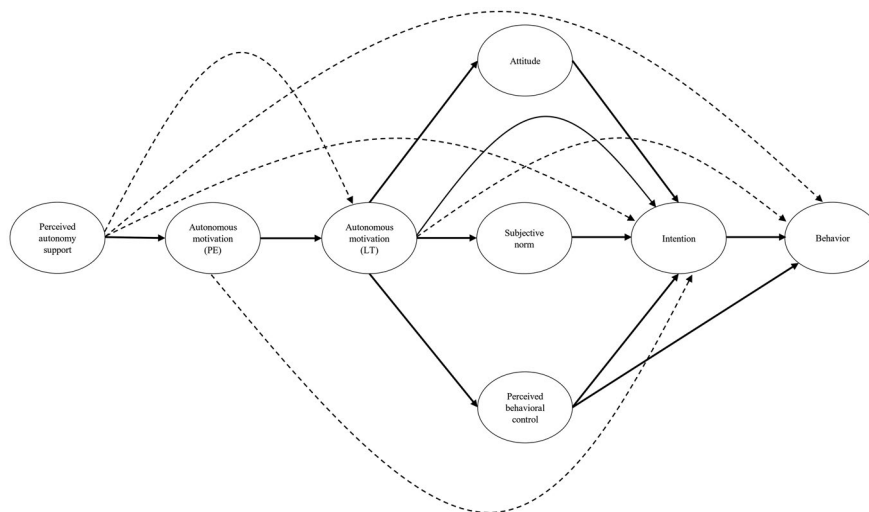 Attitude
Perceived
autonomy
support
Autonomous
motivation
(PE)
Autonomous
motivation
(LT)
Subjective
norm
Intention
Behavior
Perceived
behavioral
control